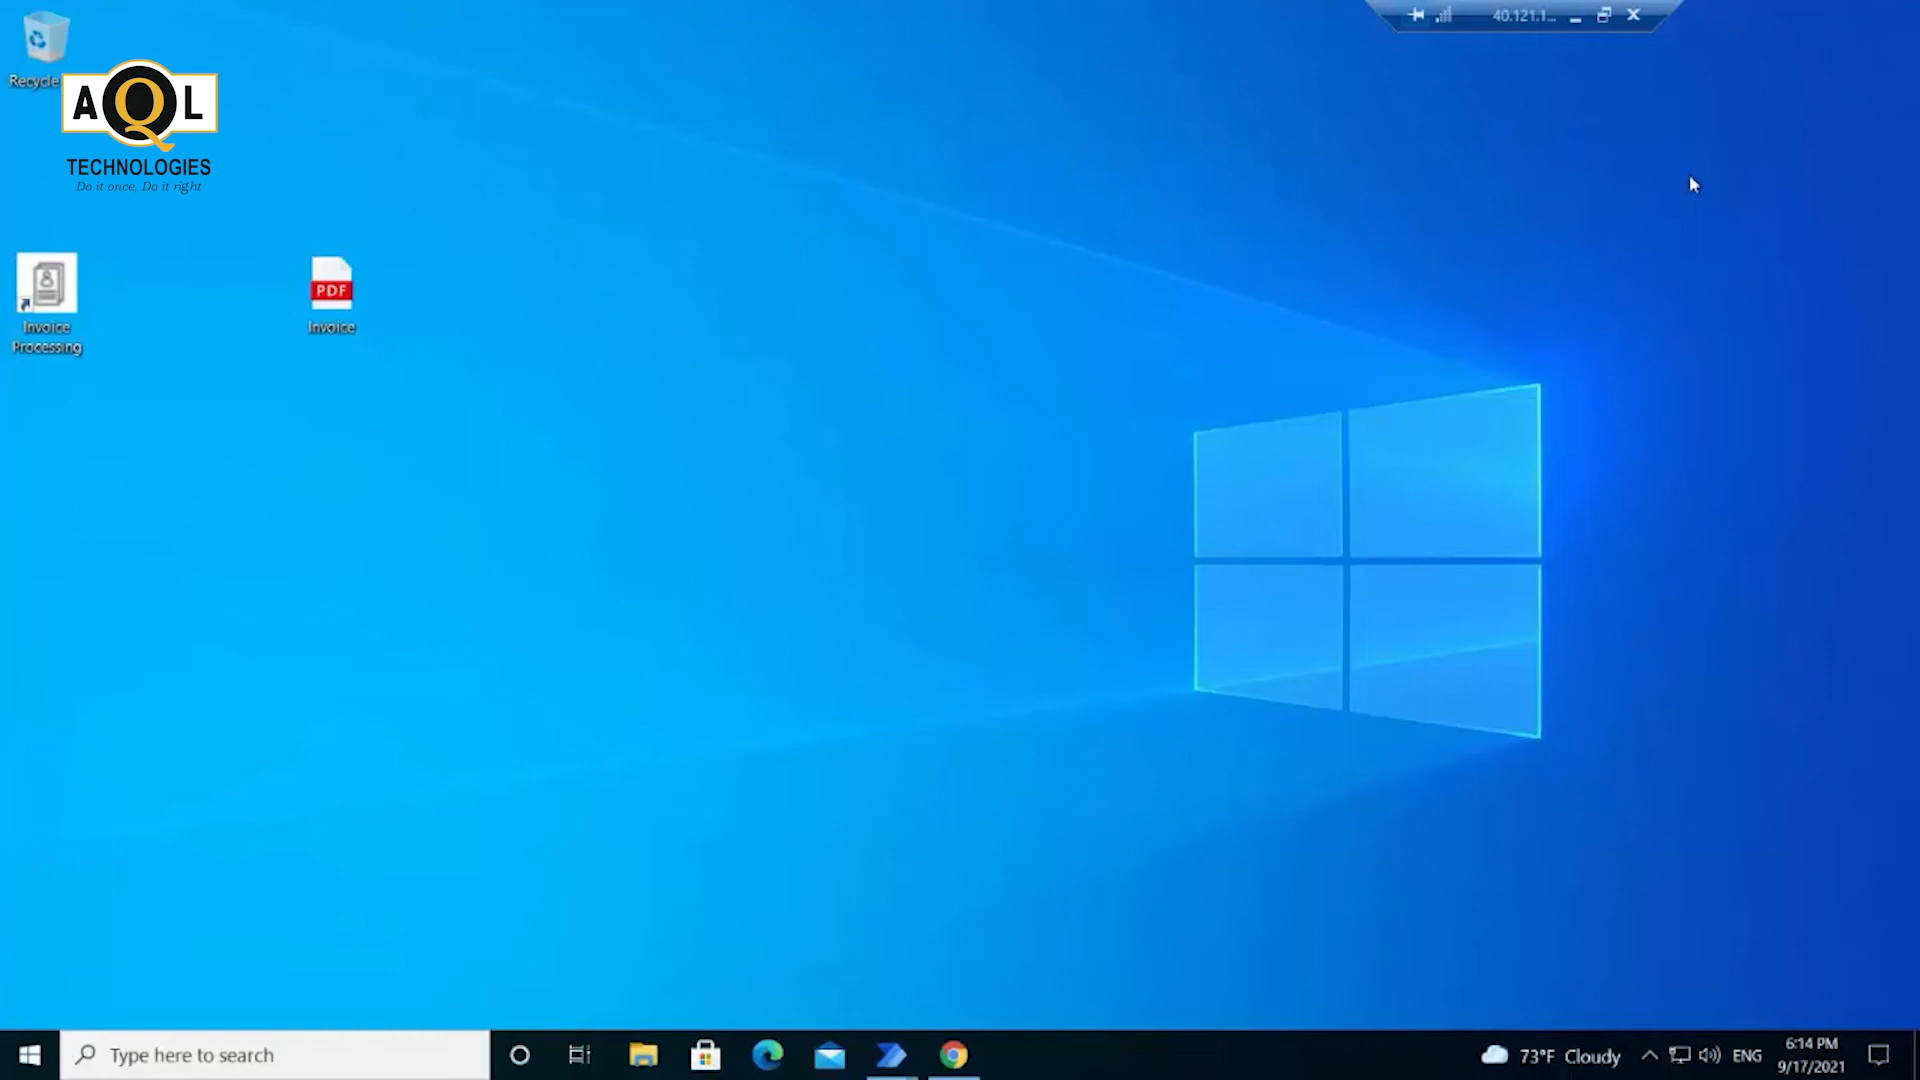 40.121.1...
Recycle
A Q L
TECHNOLOGIES
Do it once, Do it right
Invoice
Processing
PDF
Invoice
Type here to search
73°F Cloudy
ENG
6:14 PM
9/17/2021